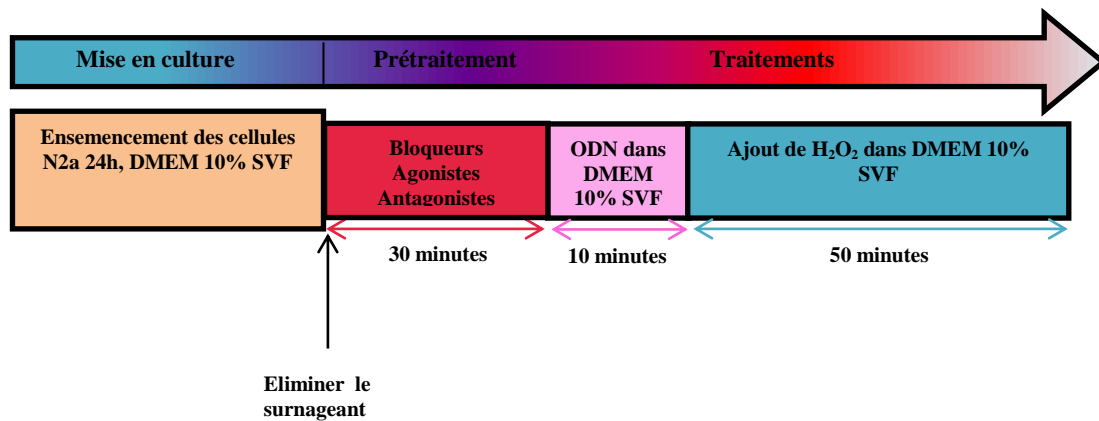 Mise en culture
Prétraitement
Traitements
Ensemencement des cellules
N2a 24h, DMEM 10% SVF
Bloqueurs
Agonistes
Antagonistes
ODN dans
DMEM
10% SVF
Ajout de H₂O₂ dans DMEM 10%
SVF
30 minutes
10 minutes
50 minutes
Eliminer le
surnageant